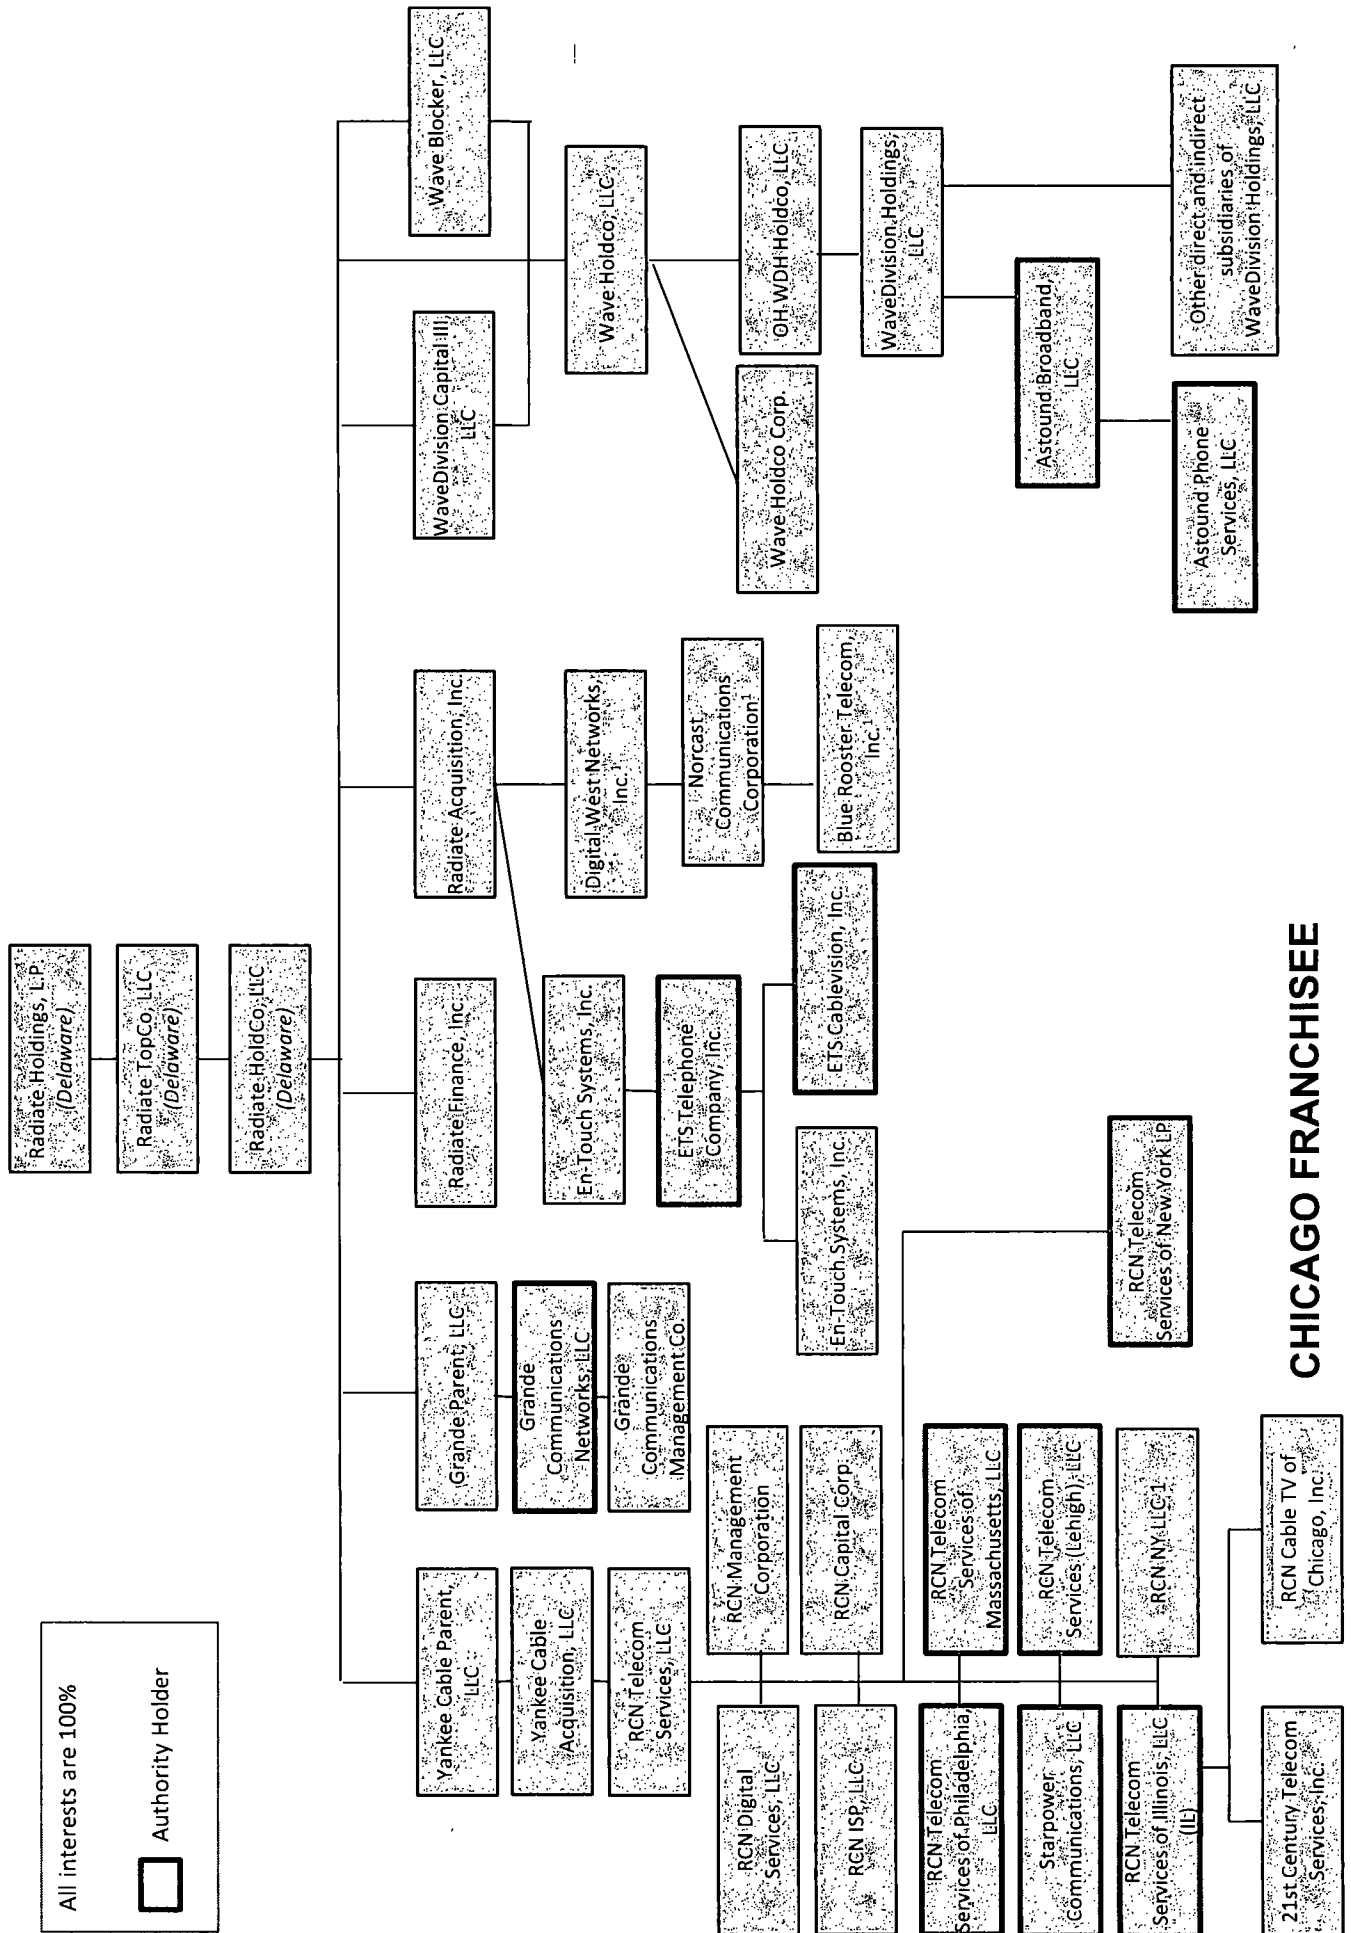 All interests are 100%
Authority Holder
Radiate Holdings, L.P.
(Delaware)
Radiate TopCo, LLC
(Delaware)
Radiate HoldCo, LLC
(Delaware)
Yankee Cable Parent,
LLC
Yankee Cable
Acquisition, LLC
RCN Telecom
Services, LLC
RCN Digital
Services, LLC
RCN Management
Corporation
RCN ISP, LLC
RCN Capital Corp
RCN Telecom
Services of Philadelphia,
LLC
RCN Telecom
Services of
Massachusetts, LLC
Starpower
Communications, LLC
RCN Telecom
Services (Lehigh), LLC
RCN Telecom
Services of Illinois, LLC
(IL)
RCN NY LLC 1
RCN Telecom
Services of New York LP
21st Century Telecom
Services, Inc.
RCN Cable TV of
Chicago, Inc.
Grande Parent, LLC
Grande
Communications
Networks, LLC
Grande
Communications
Management Co.
Radiate Finance, Inc.
Radiate Acquisition, Inc.
En-Touch Systems, Inc.
ETS Telephone
Company, Inc.
En-Touch Systems, Inc.
ETS Cablevision, Inc.
Digital West Networks,
Inc.1
Norcast
Communications
Corporation1
Blue Rooster Telecom,
Inc.1
WaveDivision Capital III,
LLC
Wave Blocker, LLC
Wave Holdco, LLC
Wave Holdco Corp.
OH WDH Holdco, LLC
WaveDivision Holdings,
LLC
Astound Broadband,
LLC
Astound Phone
Services, LLC
Other direct and indirect
subsidiaries of
WaveDivision Holdings, LLC
CHICAGO FRANCHISEE